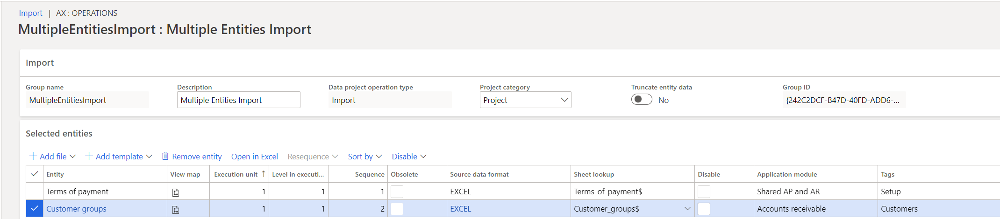 Import | AX : OPERATIONS
MultipleEntitiesImport : Multiple Entities Import
Import
Group name Description Data project operation type Project category Truncate entity data Group ID
MultipleEntitiesImport Multiple Entities Import Import Project No {242C2DCF-B47D-40FD-ADD6-...
Selected entities
Add file Add template Remove entity Open in Excel Resequence Sort by Disable
Entity View map Execution unit ↑ Level in executi... Sequence Obsolete Source data format Sheet lookup Disable Application module Tags
Terms of payment 1 1 1 EXCEL Terms_of_payment$ Shared AP and AR Setup
Customer groups 1 1 2 EXCEL Customer_groups$ Accounts receivable Customers